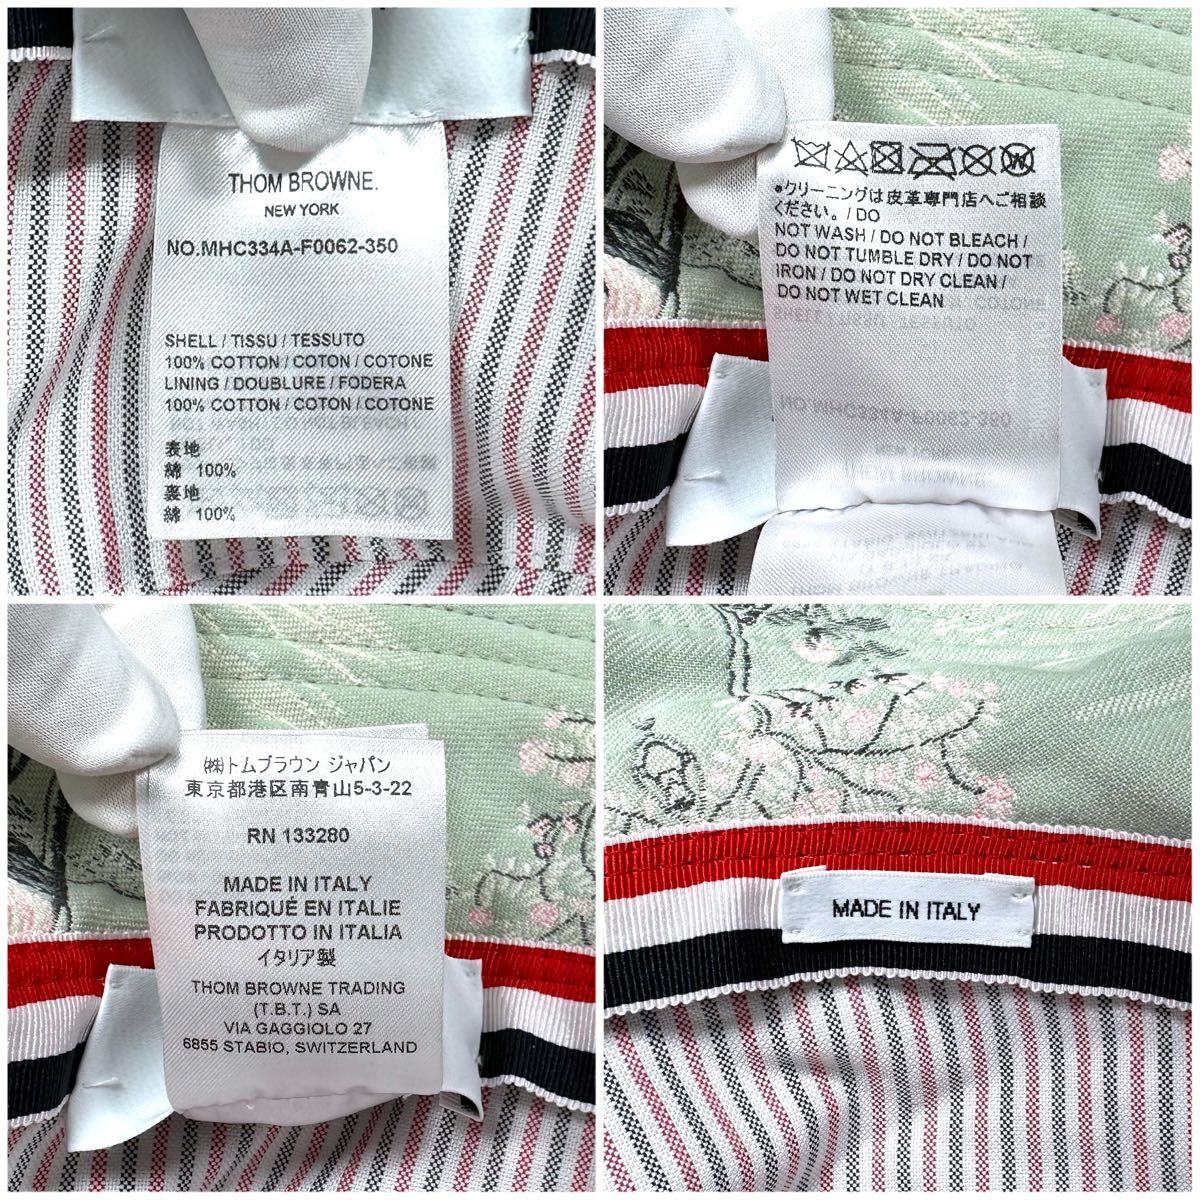 THOM BROWNE.
NEW YORK
NO.MHC334A-F0062-350
SHELL / TISSU / TESSUTO
100% COTTON / COTON / COTONE
LINING / DOUBLURE / FODERA
100% COTTON / COTON / COTONE
表地
綿 100%
裏地
綿 100%
●クリーニングは皮革専門店へご相談
ください。/ DO
NOT WASH / DO NOT BLEACH /
DO NOT TUMBLE DRY / DO NOT
IRON / DO NOT DRY CLEAN /
DO NOT WET CLEAN
㈱トムブラウン ジャパン
東京都港区南青山5-3-22
RN 133280
MADE IN ITALY
FABRIQUÉ EN ITALIE
PRODOTTO IN ITALIA
イタリア製
THOM BROWNE TRADING
(T.B.T.) SA
VIA GAGGIOLO 27
6855 STABIO, SWITZERLAND
MADE IN ITALY